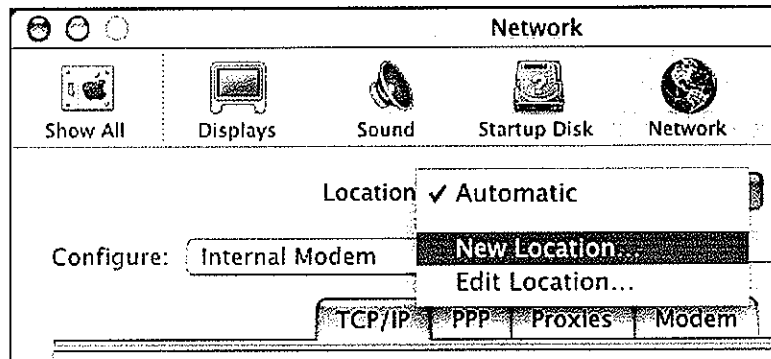 Network
Show All Displays Sound Startup Disk Network
Location ✓ Automatic
New Location...
Configure: Internal Modem
Edit Location...
TCP/IP PPP Proxies Modem